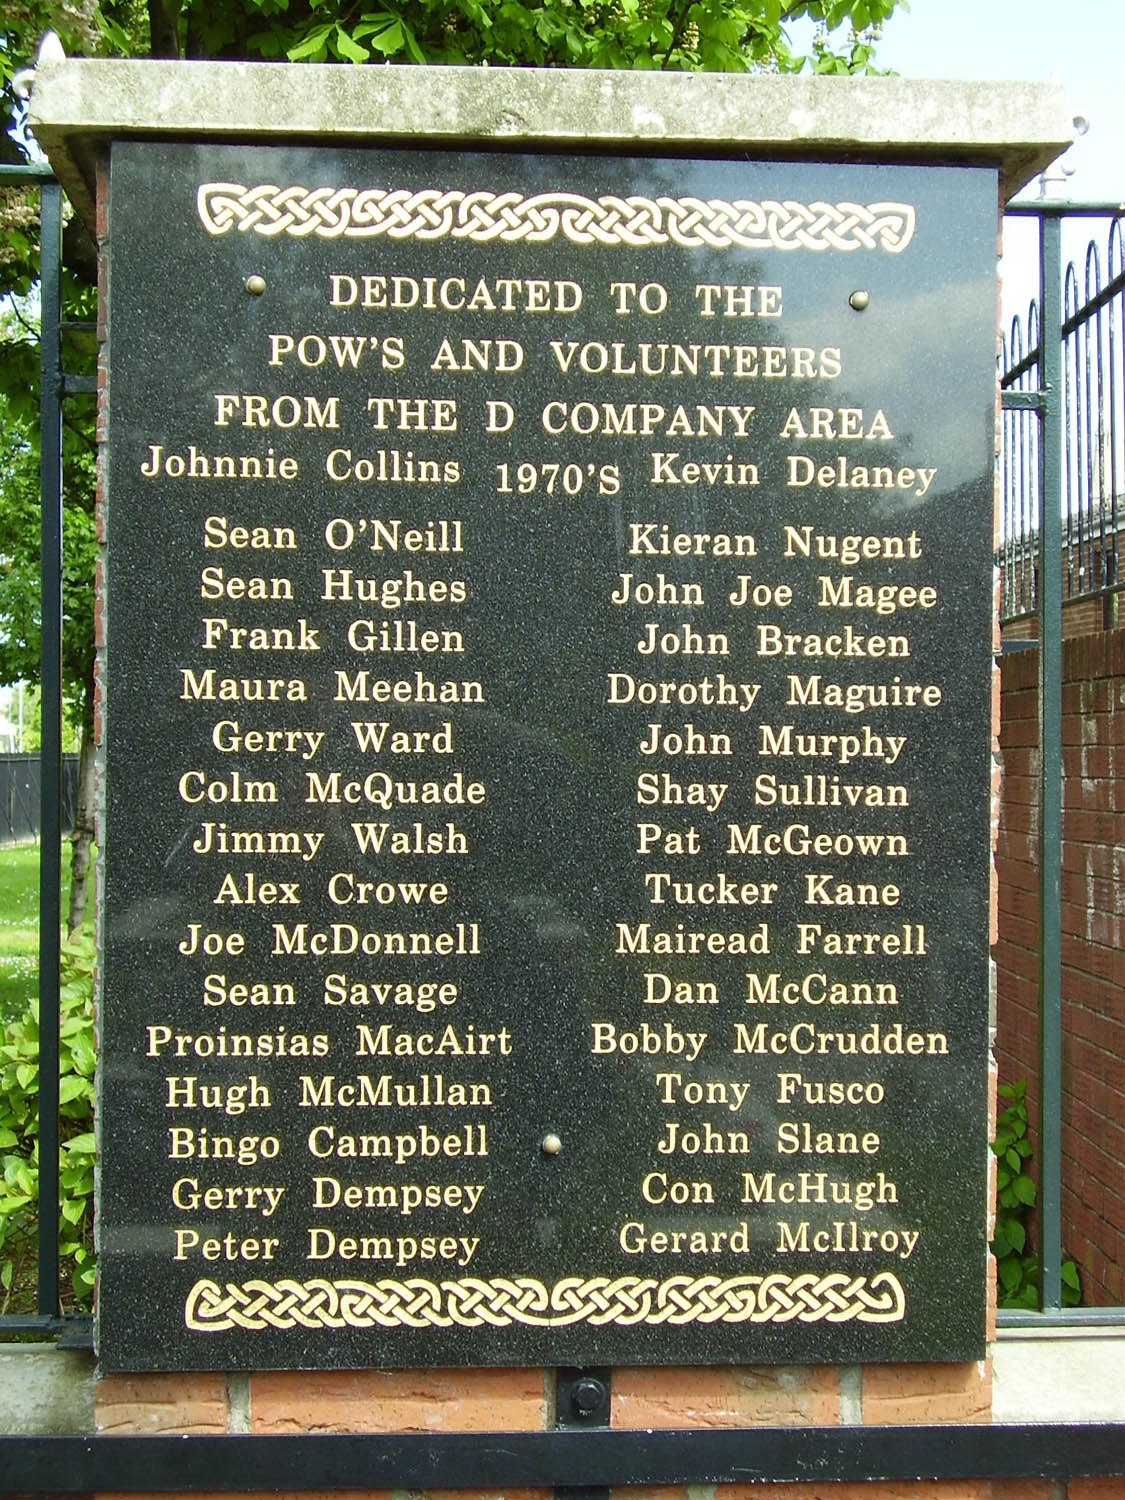 DEDICATED TO THE
POW'S AND VOLUNTEERS
FROM THE D COMPANY AREA
Johnnie Collins 1970'S Kevin Delaney
Sean O'Neill Kieran Nugent
Sean Hughes John Joe Magee
Frank Gillen John Bracken
Maura Meehan Dorothy Maguire
Gerry Ward John Murphy
Colm McQuade Shay Sullivan
Jimmy Walsh Pat McGeown
Alex Crowe Tucker Kane
Joe McDonnell Mairead Farrell
Sean Savage Dan McCann
Proinsias MacAirt Bobby McCrudden
Hugh McMullan Tony Fusco
Bingo Campbell John Slane
Gerry Dempsey Con McHugh
Peter Dempsey Gerard McIlroy